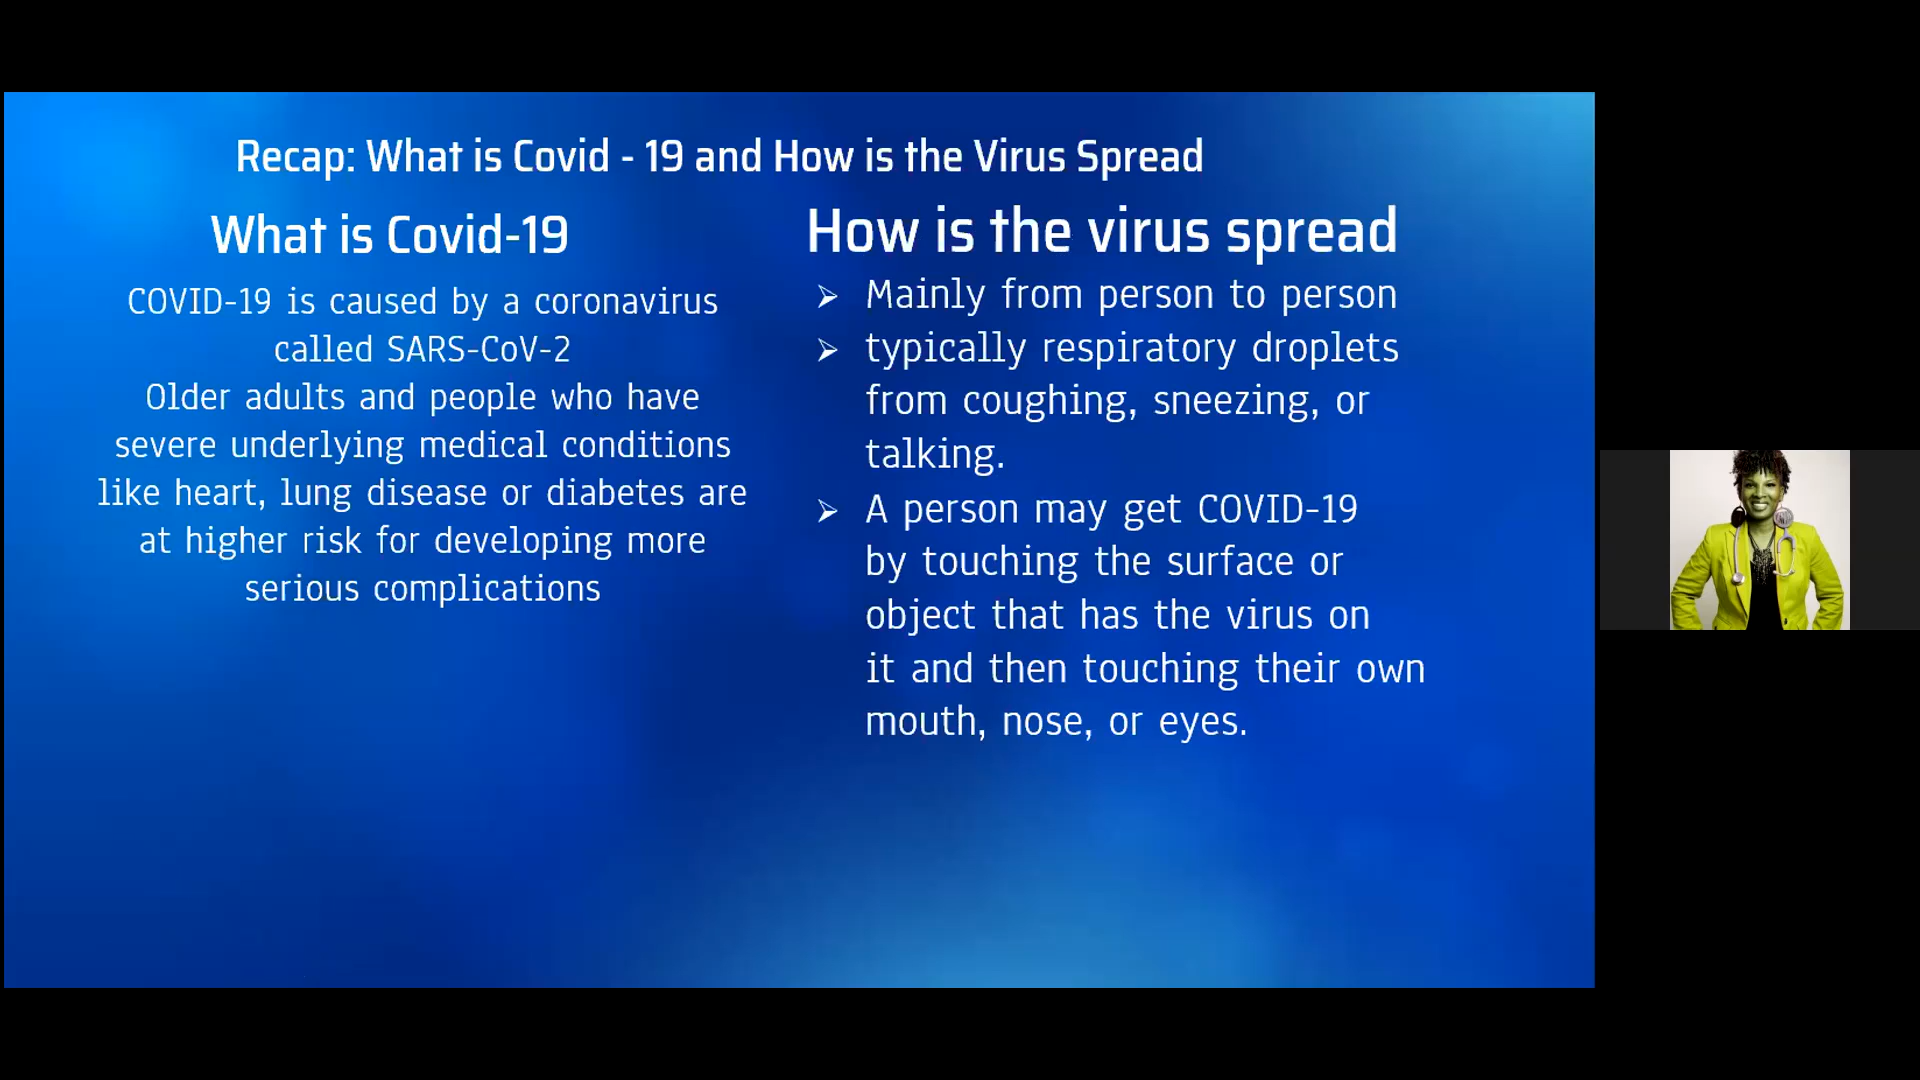 Recap: What is Covid - 19 and How is the Virus Spread
What is Covid-19
COVID-19 is caused by a coronavirus
called SARS-CoV-2
Older adults and people who have
severe underlying medical conditions
like heart, lung disease or diabetes are
at higher risk for developing more
serious complications
How is the virus spread
➢ Mainly from person to person
➢ typically respiratory droplets
from coughing, sneezing, or
talking.
➢ A person may get COVID-19
by touching the surface or
object that has the virus on
it and then touching their own
mouth, nose, or eyes.